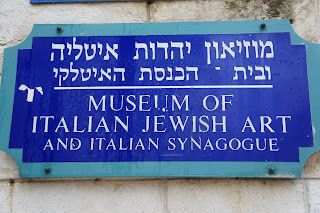 מוזיאון יהדות איטליה
ובית - הכנסת האיטלקי
MUSEUM OF
ITALIAN JEWISH ART
AND ITALIAN SYNAGOGUE